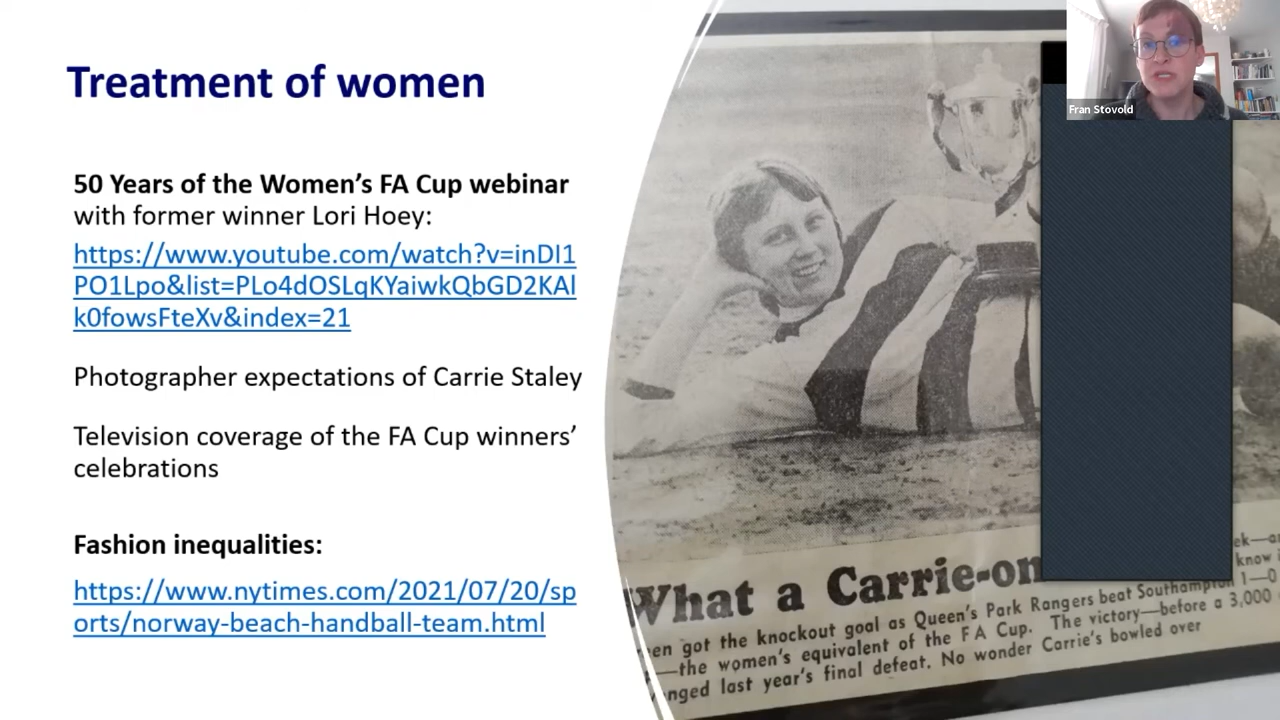 Treatment of women
50 Years of the Women's FA Cup webinar
with former winner Lori Hoey:
https://www.youtube.com/watch?v=inDI1
PO1Lpo&list=PLo4dOSLqKYaiwkQbGD2KAl
k0fowsFteXv&index=21
Photographer expectations of Carrie Staley
Television coverage of the FA Cup winners'
celebrations
Fashion inequalities:
https://www.nytimes.com/2021/07/20/sp
orts/norway-beach-handball-team.html
Fran Stovold
What a Carrie-on
got the knockout goal as Queen's Park Rangers beat Southampton 1—0
—the women's equivalent of the FA Cup. The victory—before a 3,000
last year's final defeat. No wonder Carrie's bowled over
know